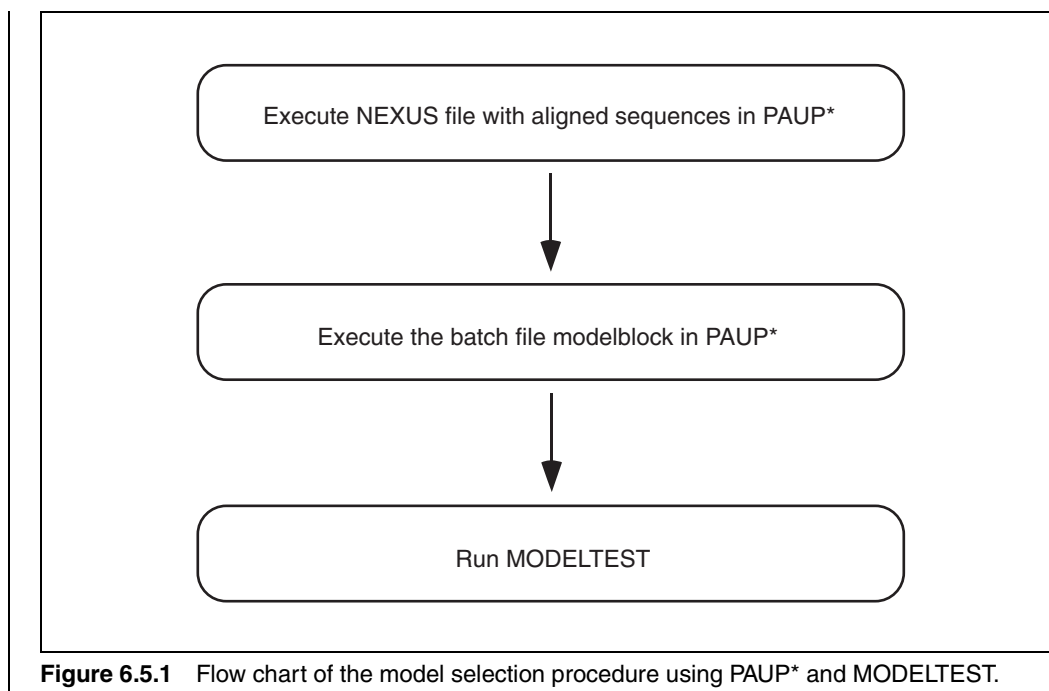 Execute NEXUS file with aligned sequences in PAUP*
Execute the batch file modelblock in PAUP*
Run MODELTEST
Figure 6.5.1 Flow chart of the model selection procedure using PAUP* and MODELTEST.